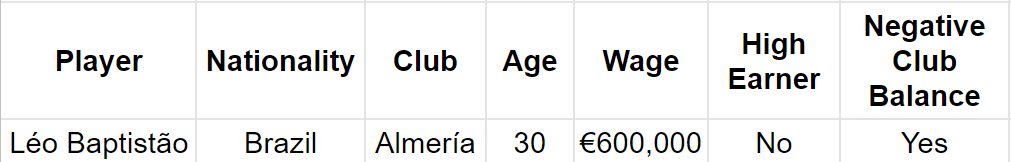 Player Nationality Club Age Wage High Earner Negative Club Balance
Léo Baptistão Brazil Almería 30 €600,000 No Yes